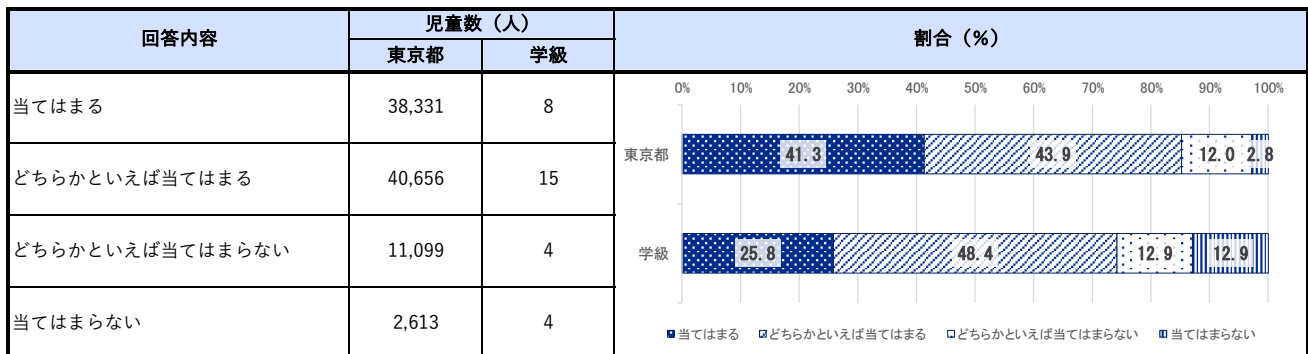 回答内容 児童数（人） 割合（％）
東京都 学級
当てはまる 38,331 8
どちらかといえば当てはまる 40,656 15
どちらかといえば当てはまらない 11,099 4
当てはまらない 2,613 4
0% 10% 20% 30% 40% 50% 60% 70% 80% 90% 100%
東京都 41.3 43.9 12.0 2.8
学級 25.8 48.4 12.9 12.9
当てはまる どちらかといえば当てはまる どちらかといえば当てはまらない 当てはまらない